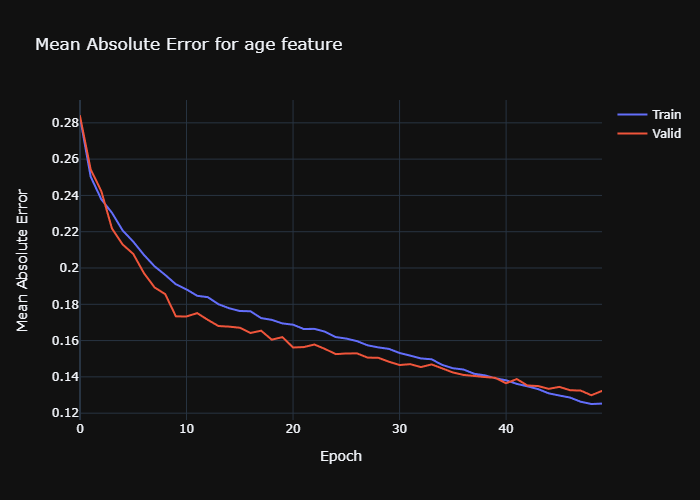 Mean Absolute Error for age feature
Train
Valid
Mean Absolute Error
0.28
0.26
0.24
0.22
0.2
0.18
0.16
0.14
0.12
0
10
20
30
40
Epoch